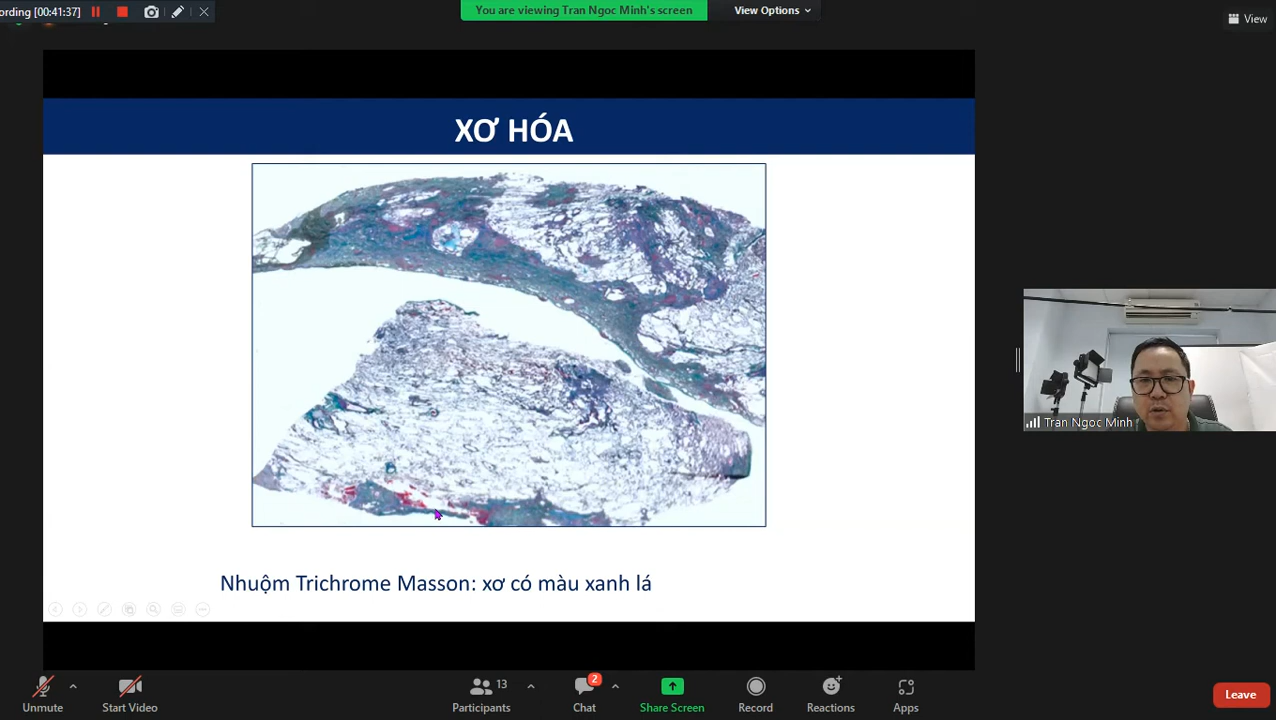 ording [00:41:37]
You are viewing Tran Ngoc Minh's screen
View Options
View
XƠ HÓA
Tran Ngoc Minh
Nhuộm Trichrome Masson: xơ có màu xanh lá
Unmute
Start Video
13
Participants
2
Chat
Share Screen
Record
Reactions
Apps
Leave